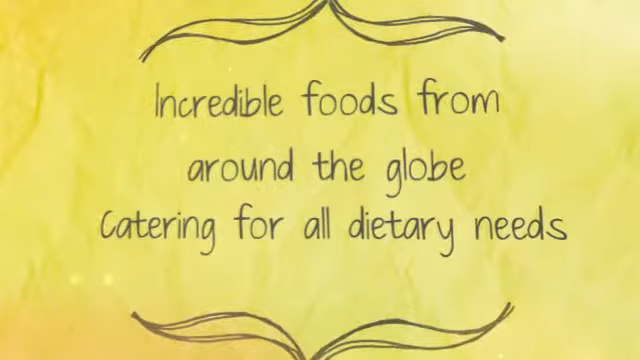 Incredible foods from
around the globe
Catering for all dietary needs